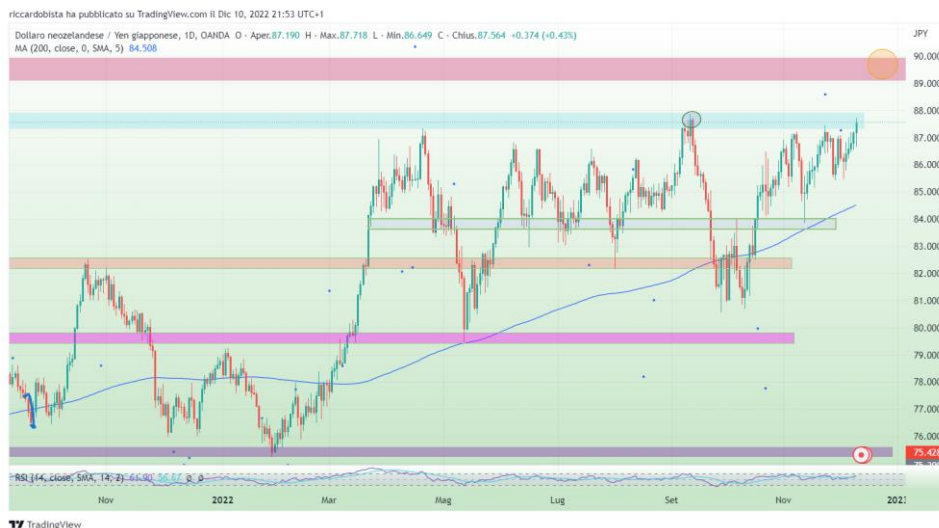 riccardobista ha pubblicato su TradingView.com il Dic 10, 2022 21:53 UTC+1
Dollaro neozelandese / Yen giapponese, 1D, OANDA O - Aper.87.190 H - Max.87.718 L - Min.86.649 C - Chius.87.564 +0.374 (+0.43%)
MA (200, close, 0, SMA, 5) 84.508
JPY
90.000
89.000
88.000
87.000
86.000
85.000
84.000
83.000
82.000
81.000
80.000
79.000
78.000
77.000
76.000
75.428
RSI (14, close, SMA, 14, 2) 61.90
Nov 2022 Mar Mag Lug Set Nov 2023
TradingView